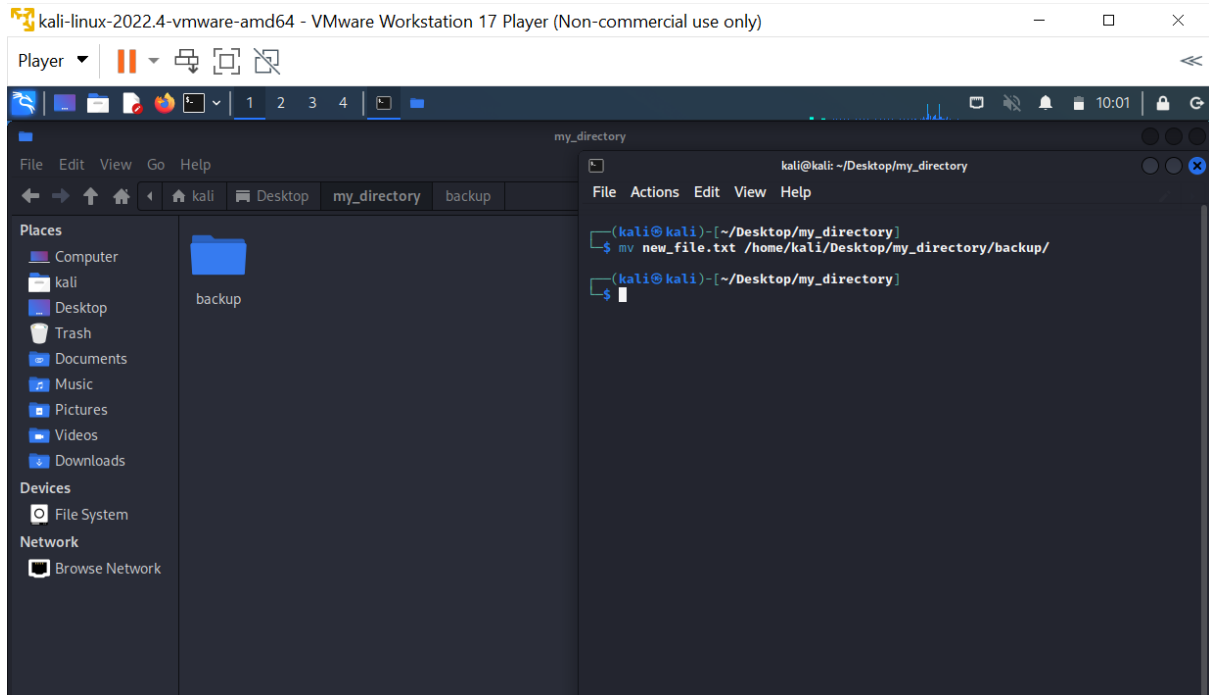 kali-linux-2022.4-vmware-amd64 - VMware Workstation 17 Player (Non-commercial use only)
Player
1 2 3 4
10:01
my_directory
File Edit View Go Help
kali Desktop my_directory backup
Places
Computer
kali
Desktop
Trash
Documents
Music
Pictures
Videos
Downloads
Devices
File System
Network
Browse Network
backup
kali@kali: ~/Desktop/my_directory
File Actions Edit View Help
┌──(kali㉿kali)-[~/Desktop/my_directory]
└─$ mv new_file.txt /home/kali/Desktop/my_directory/backup/
┌──(kali㉿kali)-[~/Desktop/my_directory]
└─$